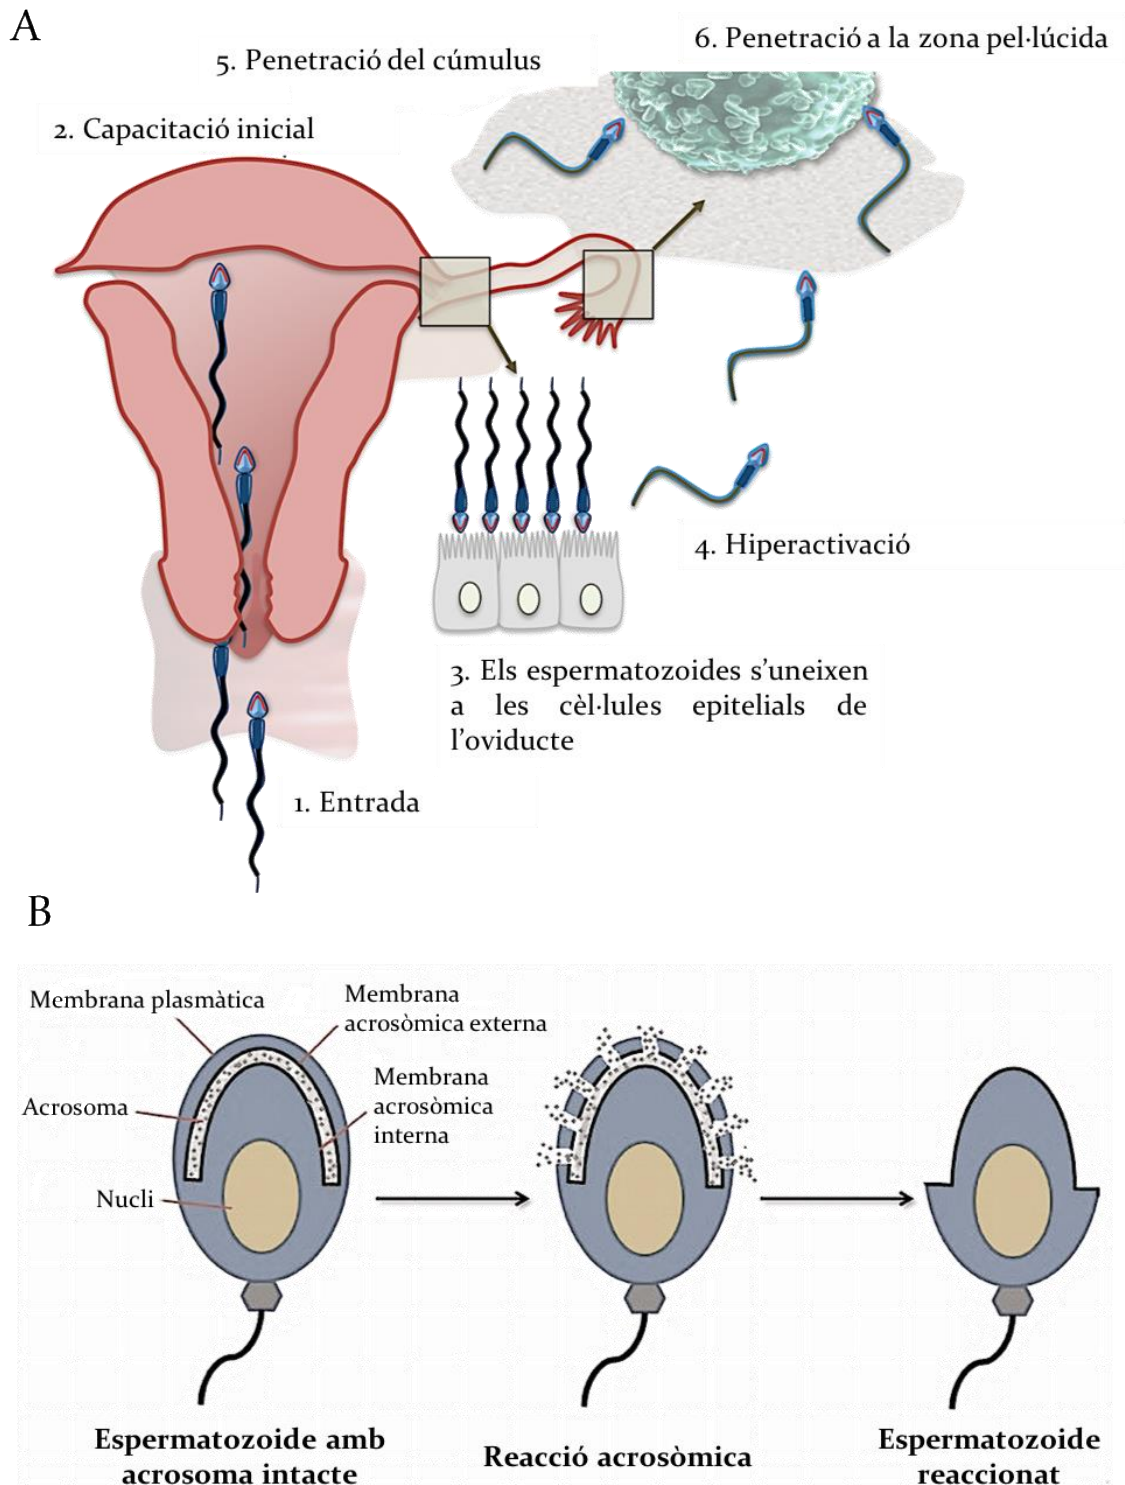 A
5. Penetració del cúmulus
6. Penetració a la zona pel·lúcida
2. Capacitació inicial
4. Hiperactivació
3. Els espermatozoides s'uneixen
a les cèl·lules epitelials de
l'oviducte
1. Entrada
B
Membrana plasmàtica
Membrana
acrosòmica externa
Membrana
acrosòmica
interna
Acrosoma
Nucli
Espermatozoide amb
acrosoma intacte
Reacció acrosòmica
Espermatozoide
reaccionat